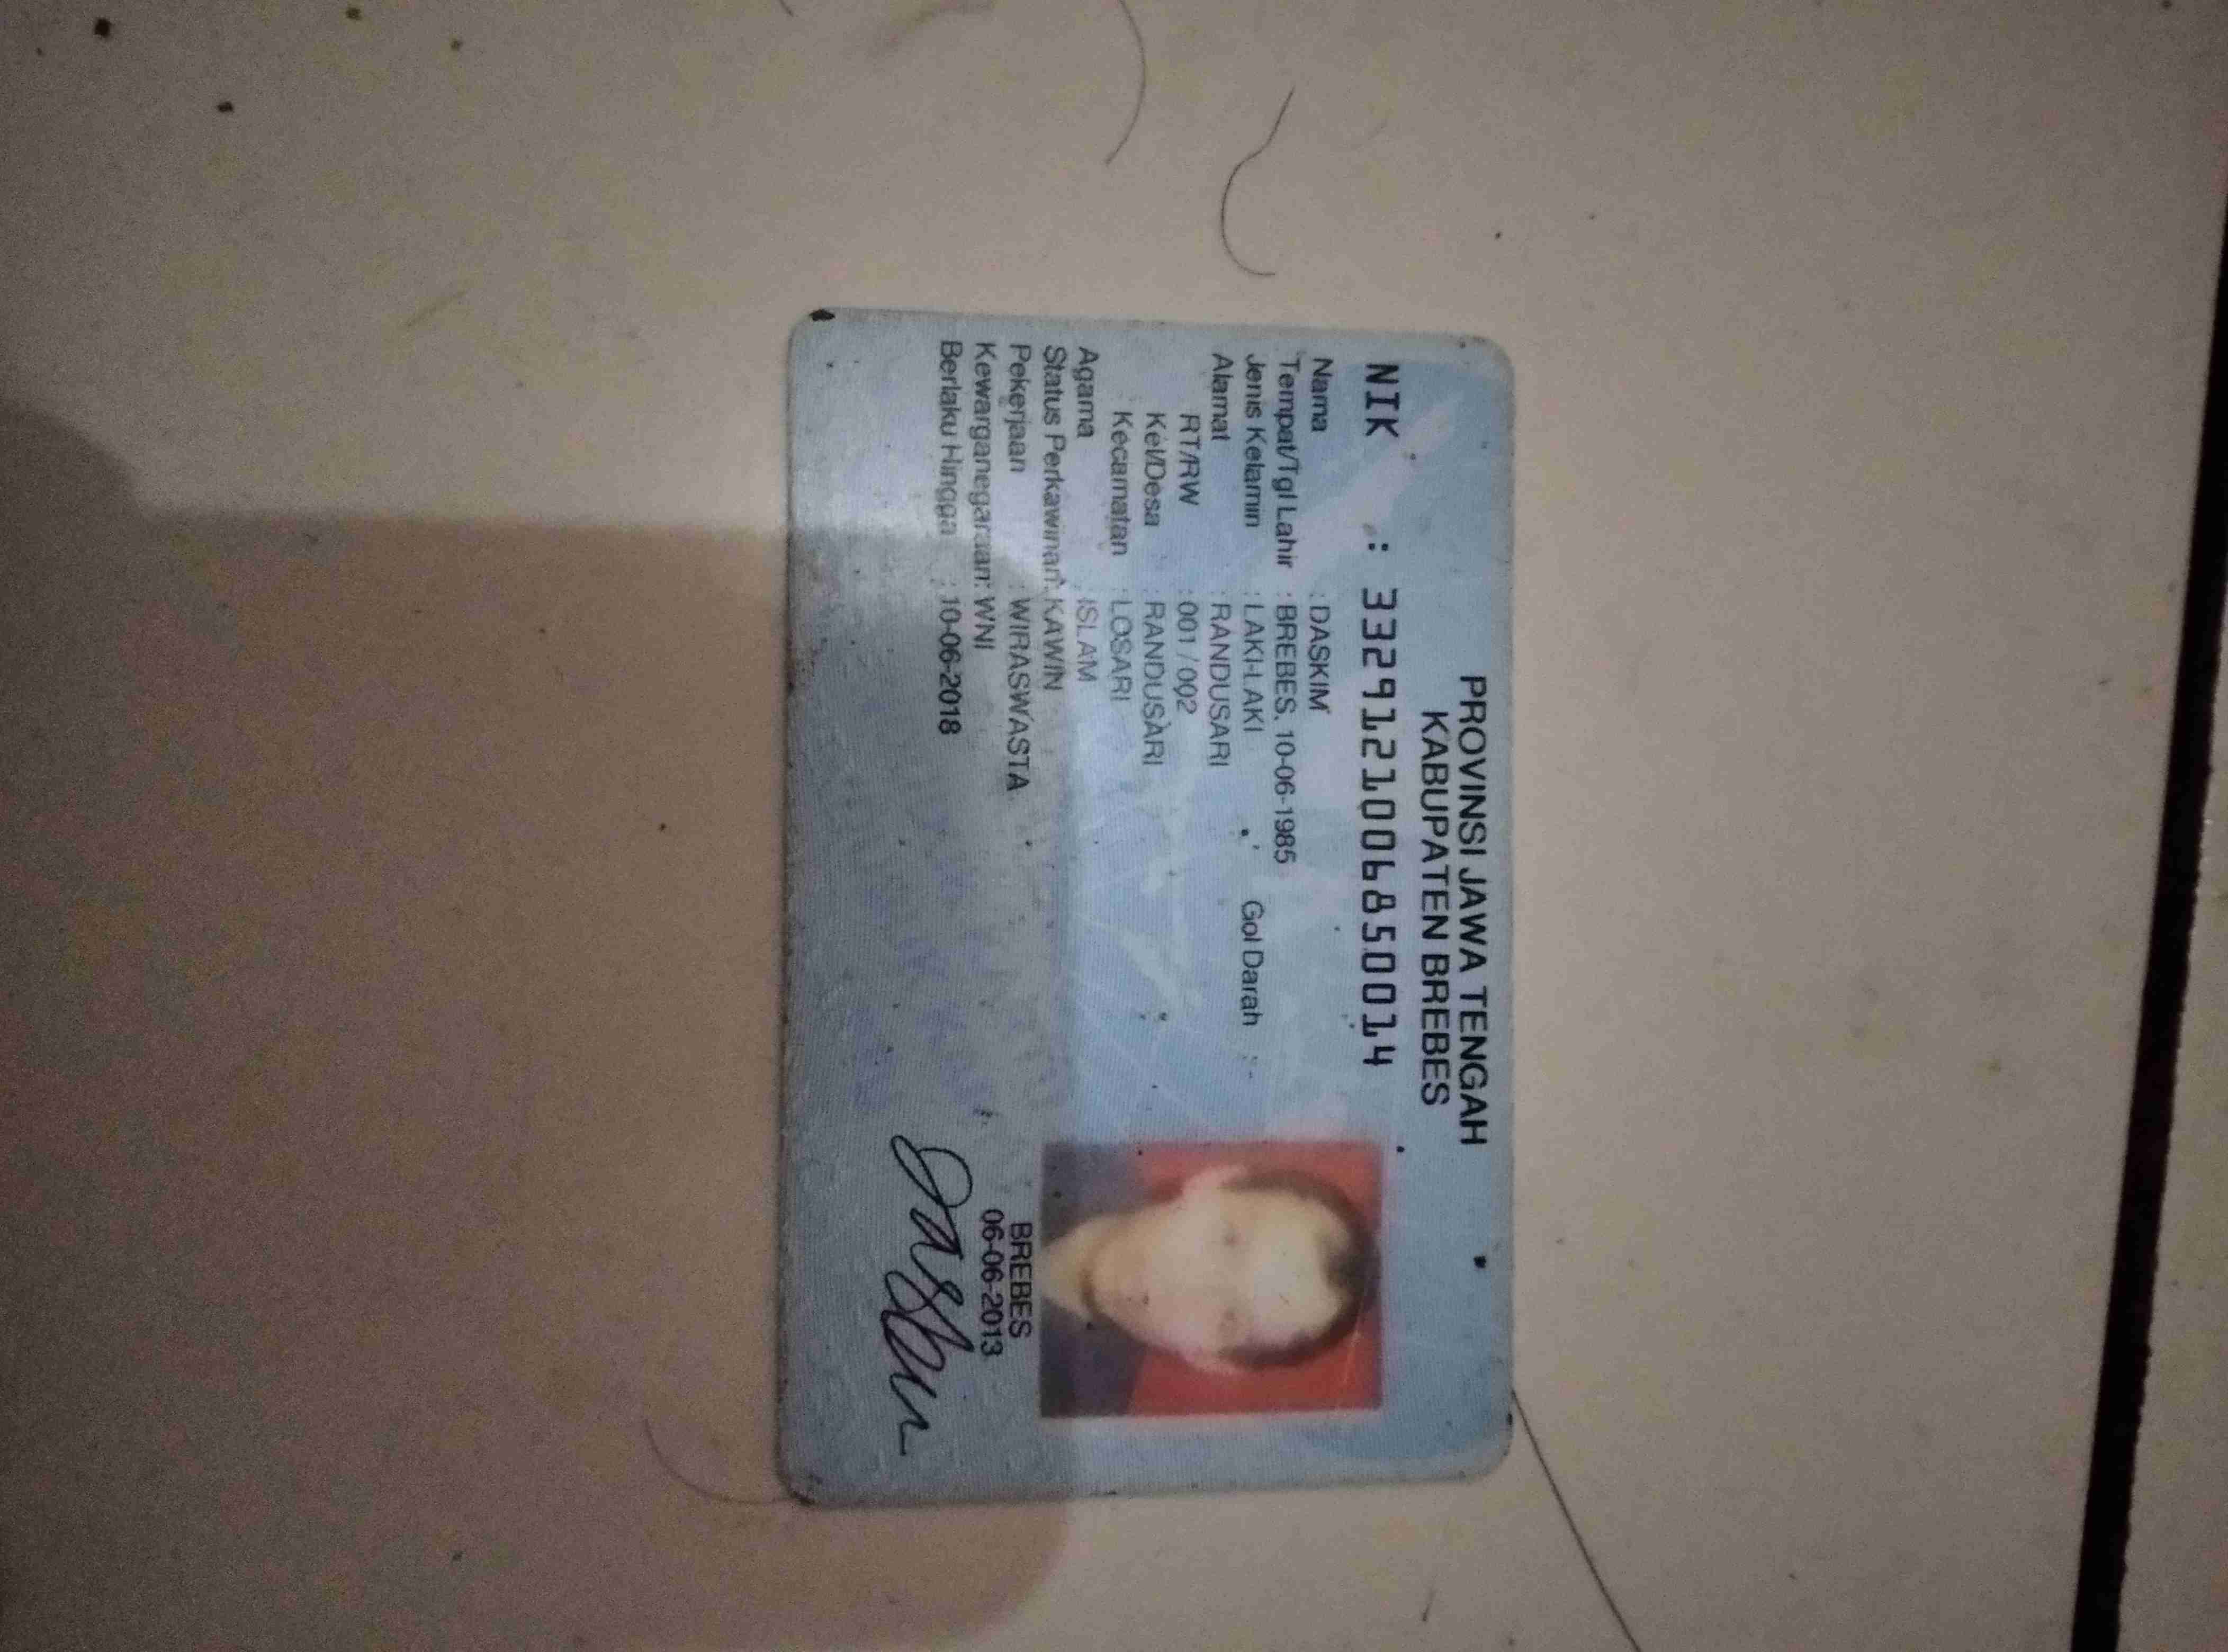 PROVINSI JAWA TENGAH
KABUPATEN BREBES
NIK : 3329121006850014
Nama : DASKIM
Tempat/Tgl Lahir : BREBES, 10-06-1985
Jenis Kelamin : LAKI-LAKI Gol Darah : -
Alamat : RANDUSARI
RT/RW : 001 / 002
Kel/Desa : RANDUSARI
Kecamatan : LOSARI
Agama : ISLAM
Status Perkawinan : KAWIN
Pekerjaan : WIRASWASTA
Kewarganegaraan : WNI
Berlaku Hingga : 10-06-2018
BREBES
06-06-2013